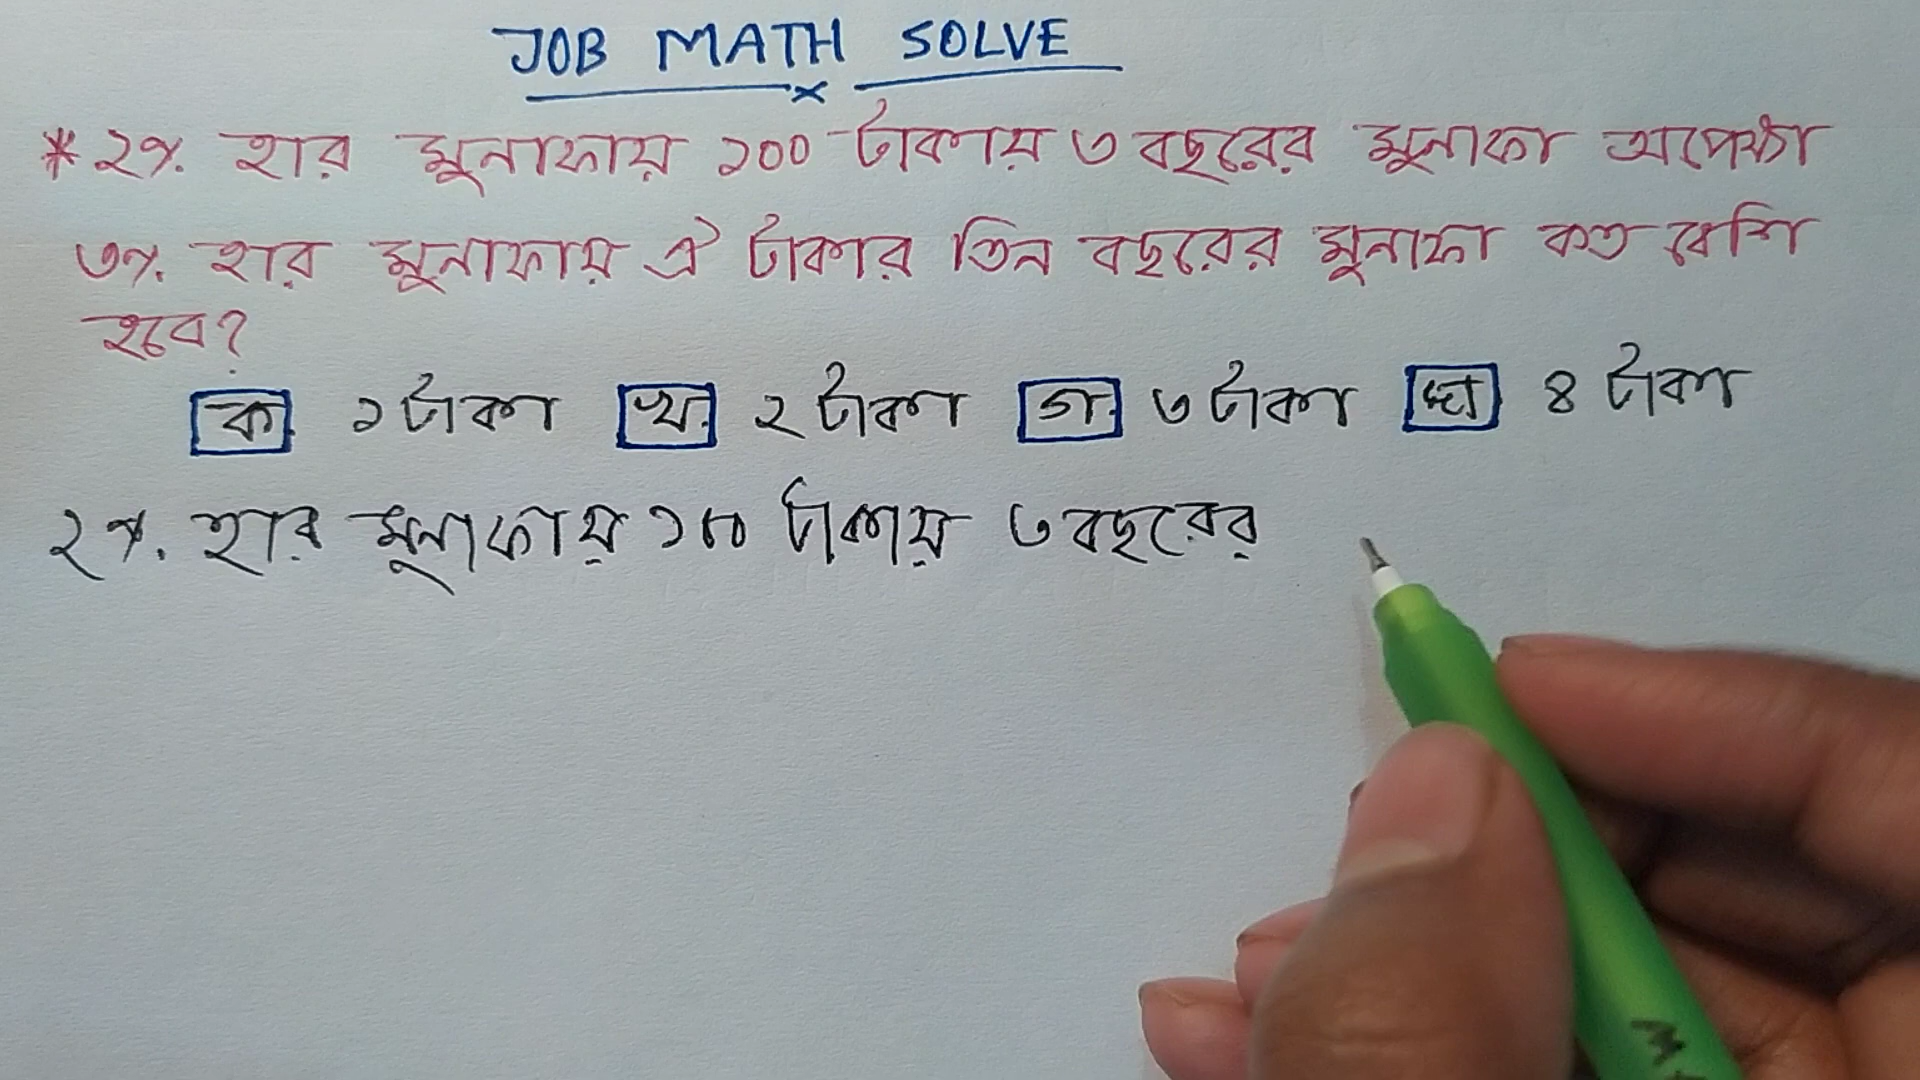 JOB MATH SOLVE
* ২%. হার মুনাফায় ১০০ টাকায় ৩ বছরের মুনাফা অপেক্ষা
৩%. হার মুনাফায় ঐ টাকার তিন বছরের মুনাফা কত বেশি
হবে?
ক. ১ টাকা খ. ২ টাকা গ. ৩ টাকা ঘ ৪ টাকা
২%. হার মুনাফায় ১০০ টাকায় ৩ বছরের